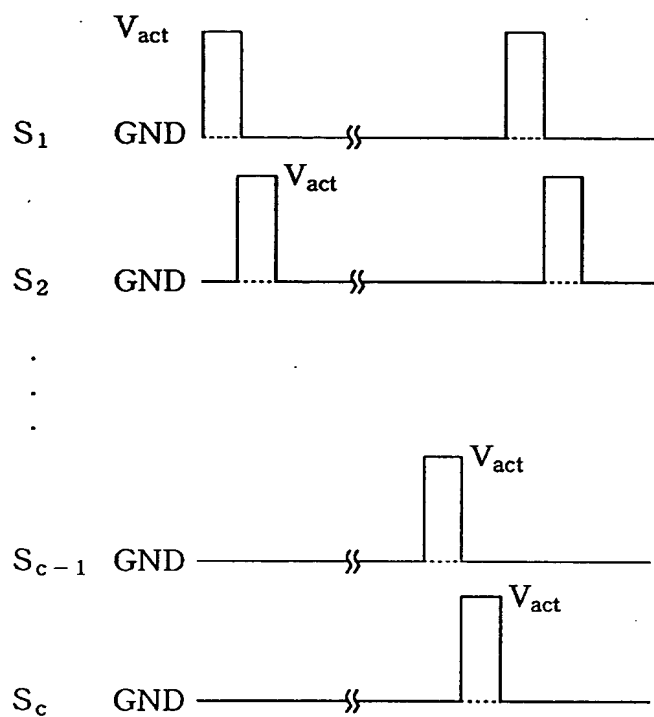 V_act
S_1 GND
V_act
S_2 GND
.
.
.
V_act
S_c-1 GND
V_act
S_c GND